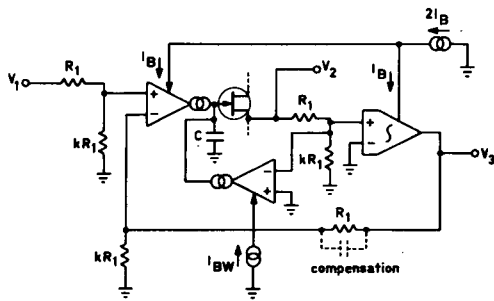 2I_B
I_B
I_B
V_1
R_1
V_2
R_1
+
−
+
−
∫
C
kR_1
kR_1
−
+
V_3
kR_1
R_1
I_BW
compensation